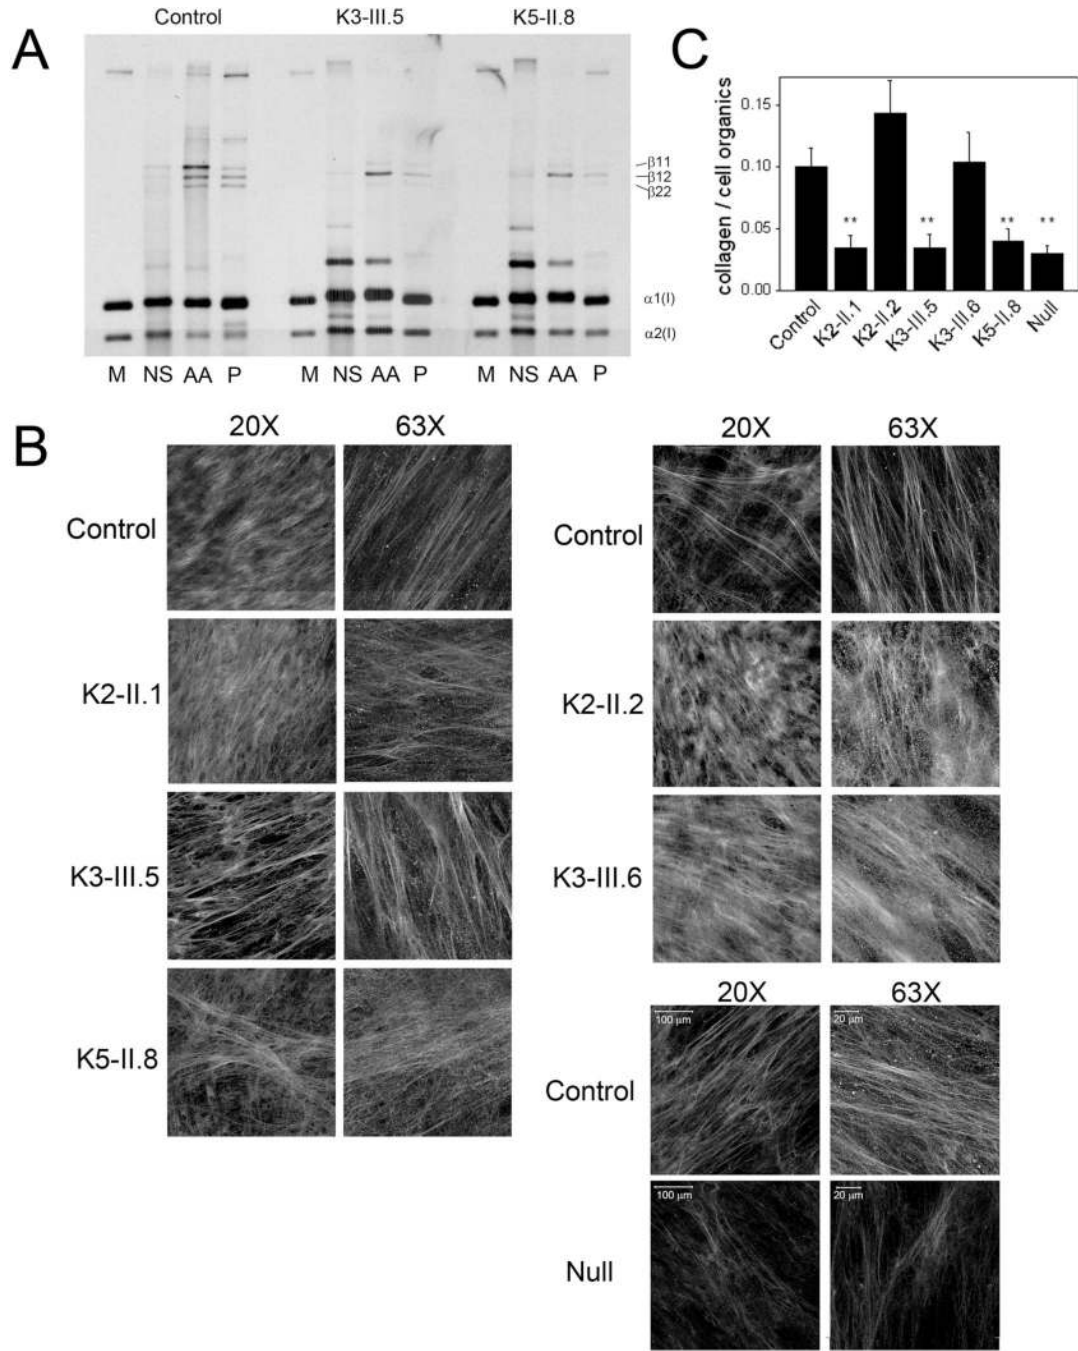 A
Control K3-III.5 K5-II.8
β11
β12
β22
α1(I)
α2(I)
M NS AA P M NS AA P M NS AA P
C
collagen / cell organics
0.15
0.10
0.05
0.00
** ** ** **
Control K2-II.1 K2-II.2 K3-III.5 K3-III.6 K5-II.8 Null
B
20X 63X
Control
K2-II.1
K3-III.5
K5-II.8
20X 63X
Control
K2-II.2
K3-III.6
20X 63X
100 µm 20 µm
Control
100 µm 20 µm
Null